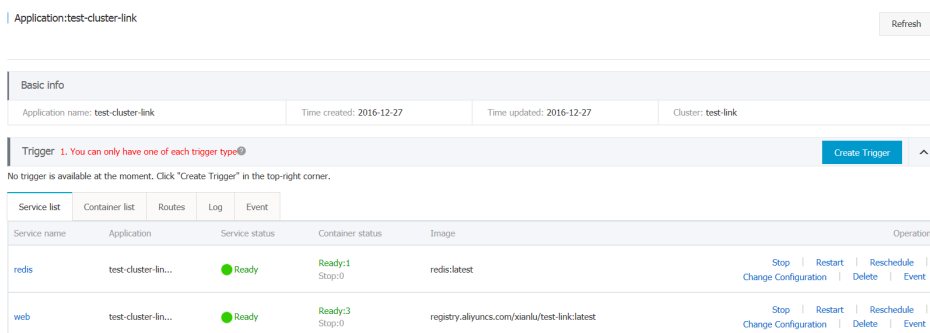 Application:test-cluster-link
Refresh
Basic info
Application name: test-cluster-link Time created: 2016-12-27 Time updated: 2016-12-27 Cluster: test-link
Trigger 1. You can only have one of each trigger type Create Trigger
No trigger is available at the moment. Click "Create Trigger" in the top-right corner.
Service list Container list Routes Log Event
Service name Application Service status Container status Image Operation
redis test-cluster-lin... Ready Ready:1 redis:latest Stop | Restart | Reschedule |
Stop:0 Change Configuration | Delete | Event
web test-cluster-lin... Ready Ready:3 registry.aliyuncs.com/xianlu/test-link:latest Stop | Restart | Reschedule |
Stop:0 Change Configuration | Delete | Event